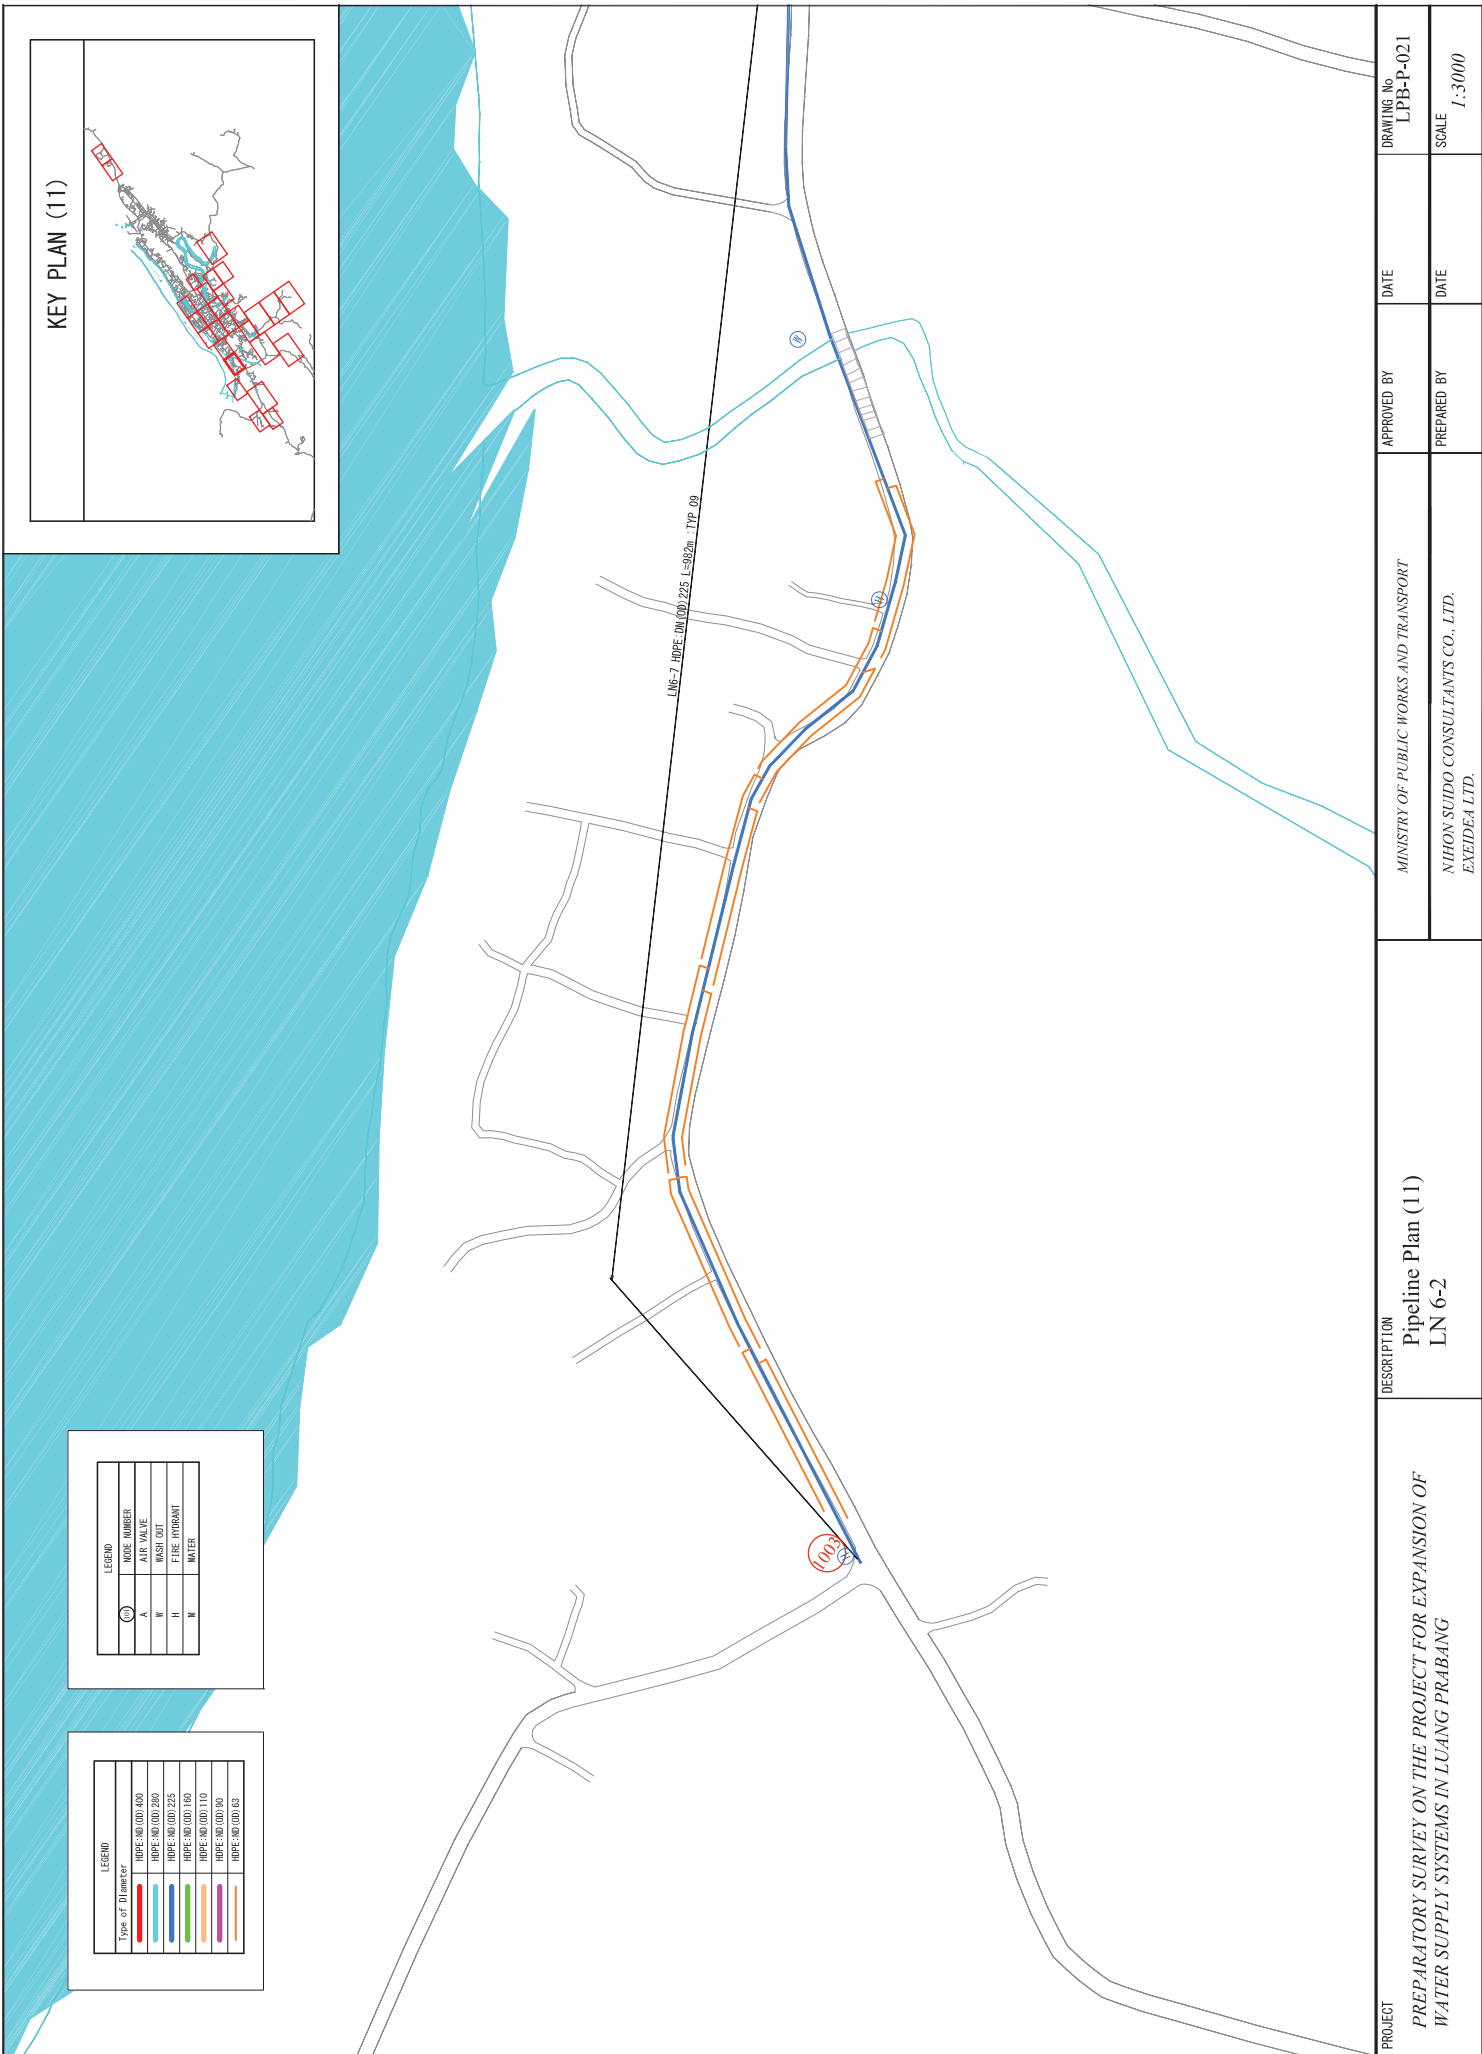 KEY PLAN (11)
LEGEND
101 NODE NUMBER
A AIR VALVE
W WASH OUT
H FIRE HYDRANT
M MATER
LEGEND
Type of Diameter
HDPE:ND(OD)400
HDPE:ND(OD)280
HDPE:ND(OD)225
HDPE:ND(OD)160
HDPE:ND(OD)110
HDPE:ND(OD)90
HDPE:ND(OD)63
LN6-7 HDPE:DN(OD)225 L=982m :TYP 09
W
H
1003
H
PROJECT
PREPARATORY SURVEY ON THE PROJECT FOR EXPANSION OF
WATER SUPPLY SYSTEMS IN LUANG PRABANG
DESCRIPTION
Pipeline Plan (11)
LN 6-2
MINISTRY OF PUBLIC WORKS AND TRANSPORT
NIHON SUIDO CONSULTANTS CO., LTD.
EXEIDEA LTD.
APPROVED BY
PREPARED BY
DATE
DATE
DRAWING No
LPB-P-021
SCALE
1:3000